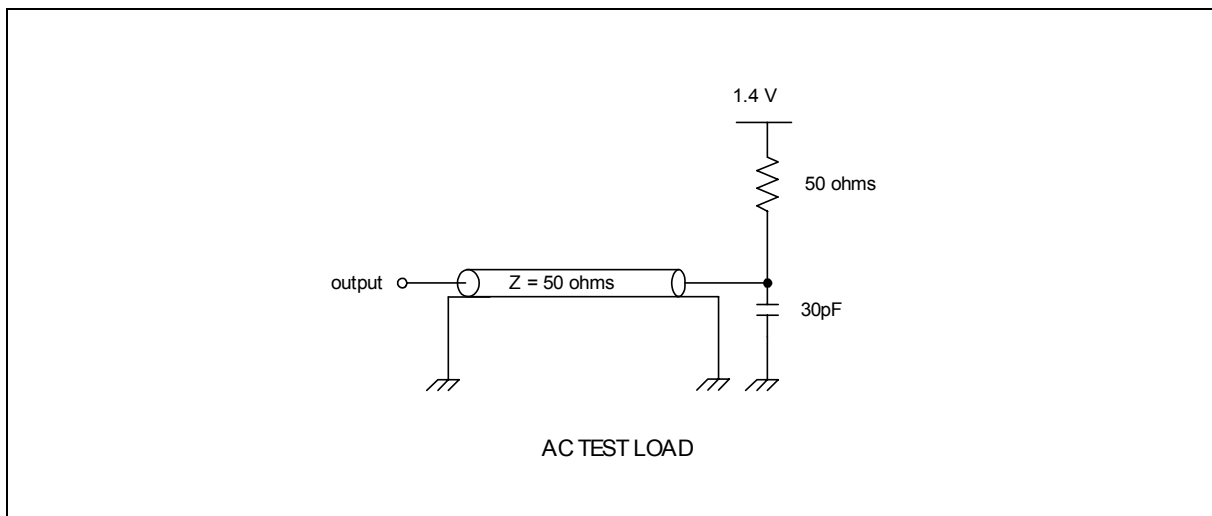 1.4 V
50 ohms
output
Z = 50 ohms
30pF
AC TEST LOAD